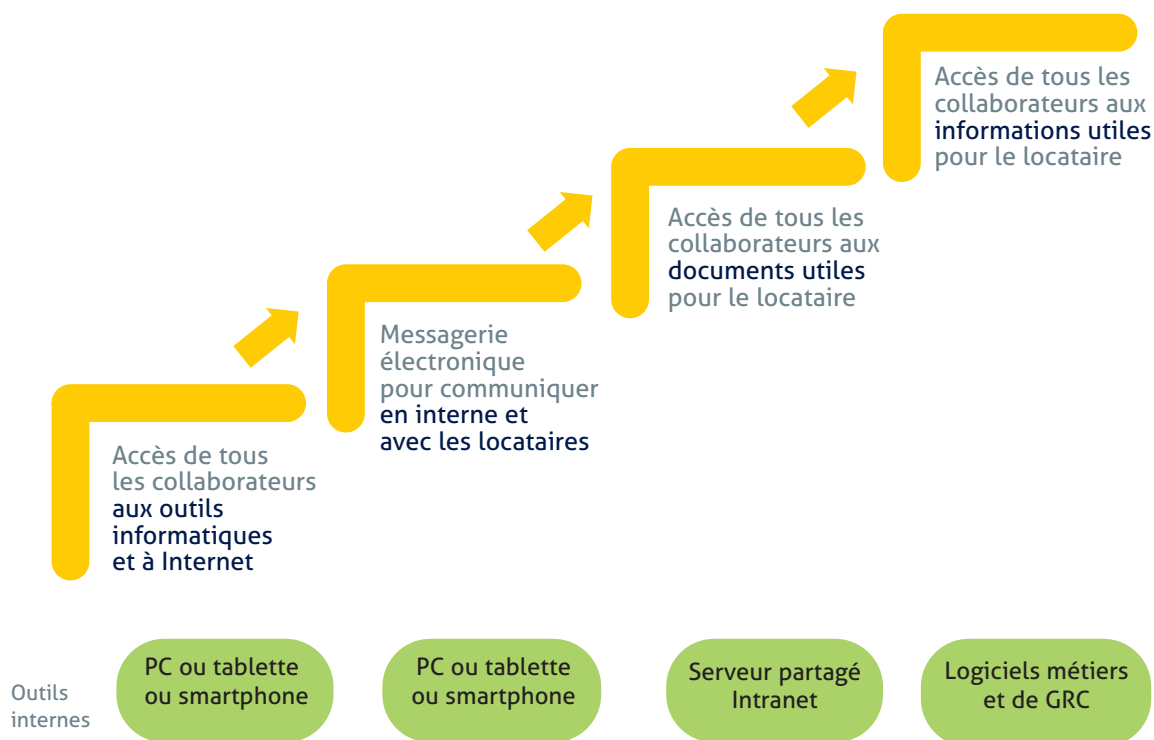 Accès de tous
les collaborateurs
aux outils
informatiques
et à Internet
Messagerie
électronique
pour communiquer
en interne et
avec les locataires
Accès de tous les
collaborateurs aux
documents utiles
pour le locataire
Accès de tous les
collaborateurs aux
informations utiles
pour le locataire
Outils
internes
PC ou tablette
ou smartphone
PC ou tablette
ou smartphone
Serveur partagé
Intranet
Logiciels métiers
et de GRC